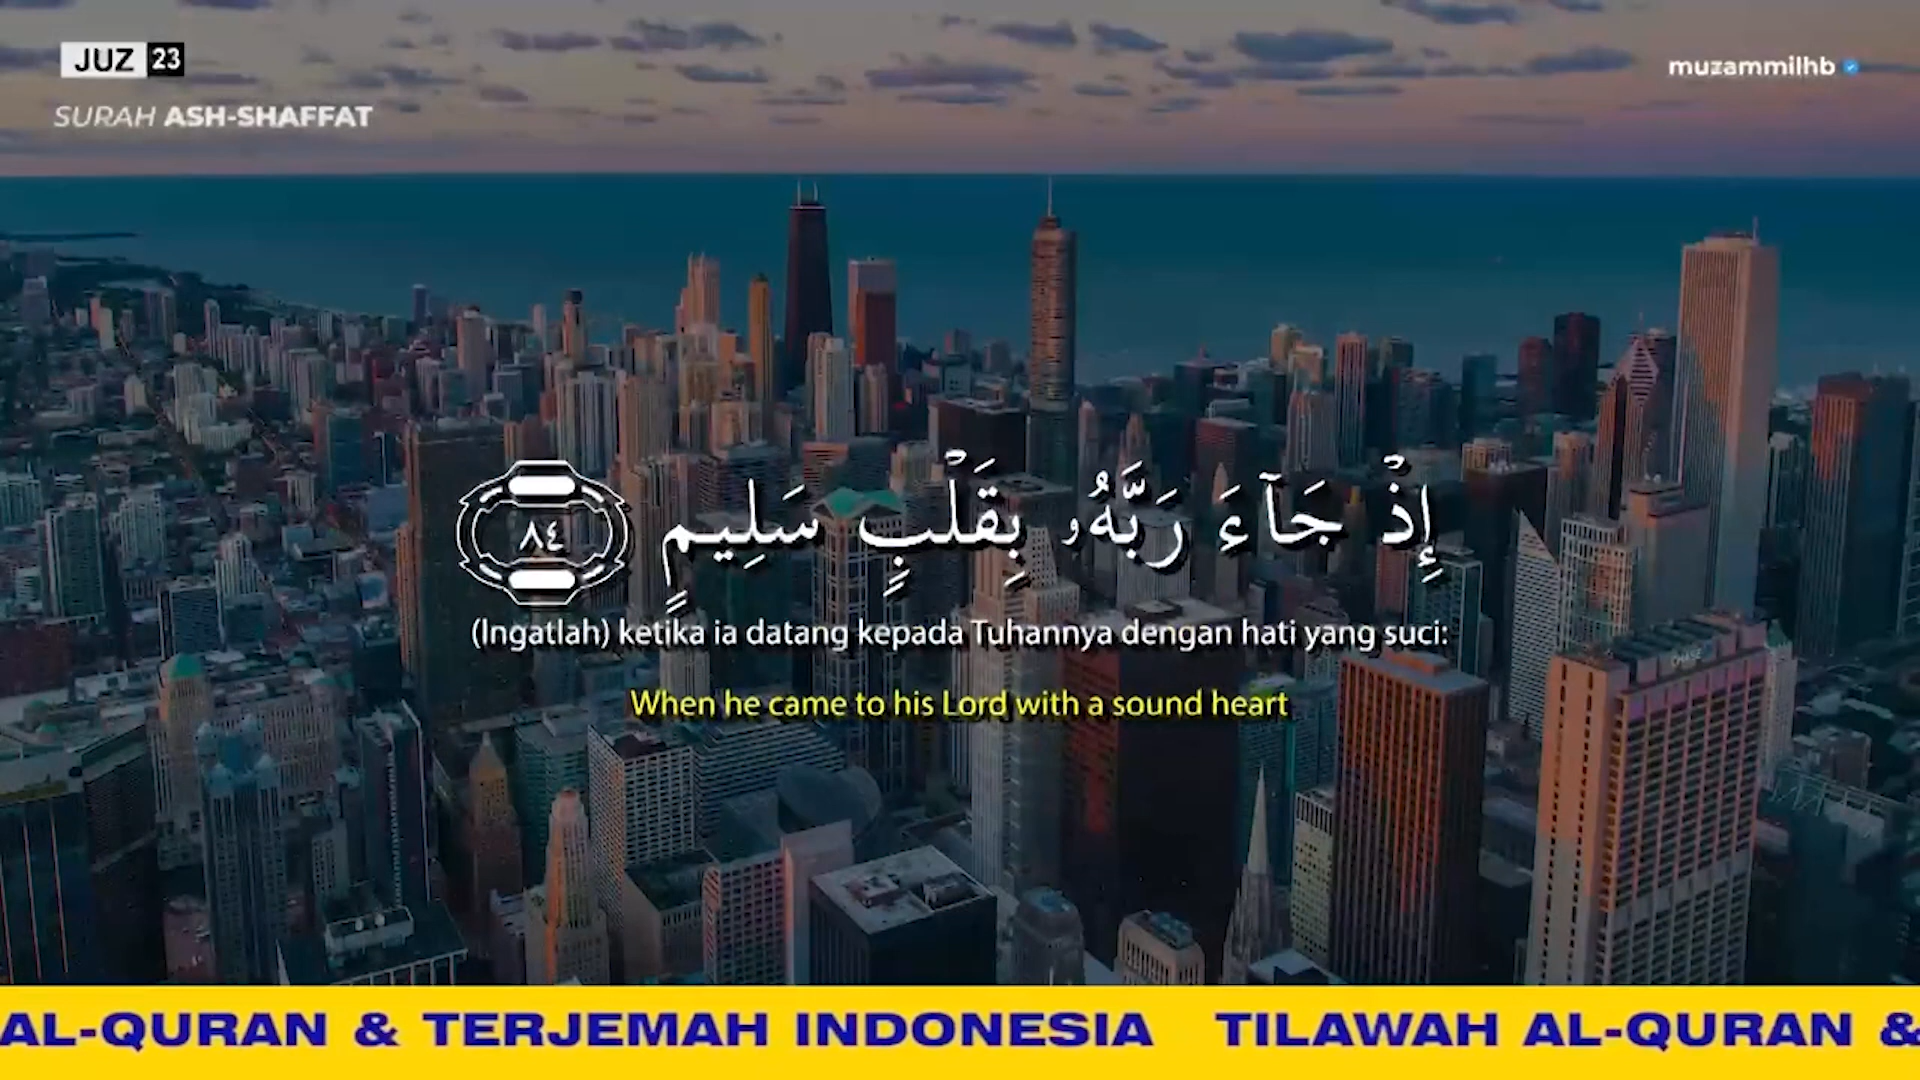 JUZ 23
muzammilhb
SURAH ASH-SHAFFAT
إِذْ جَآءَ رَبَّهُۥ بِقَلْبٍ سَلِيمٍ ٨٤
(Ingatlah) ketika ia datang kepada Tuhannya dengan hati yang suci:
When he came to his Lord with a sound heart
CHASE
AL-QURAN & TERJEMAH INDONESIA TILAWAH AL-QURAN &